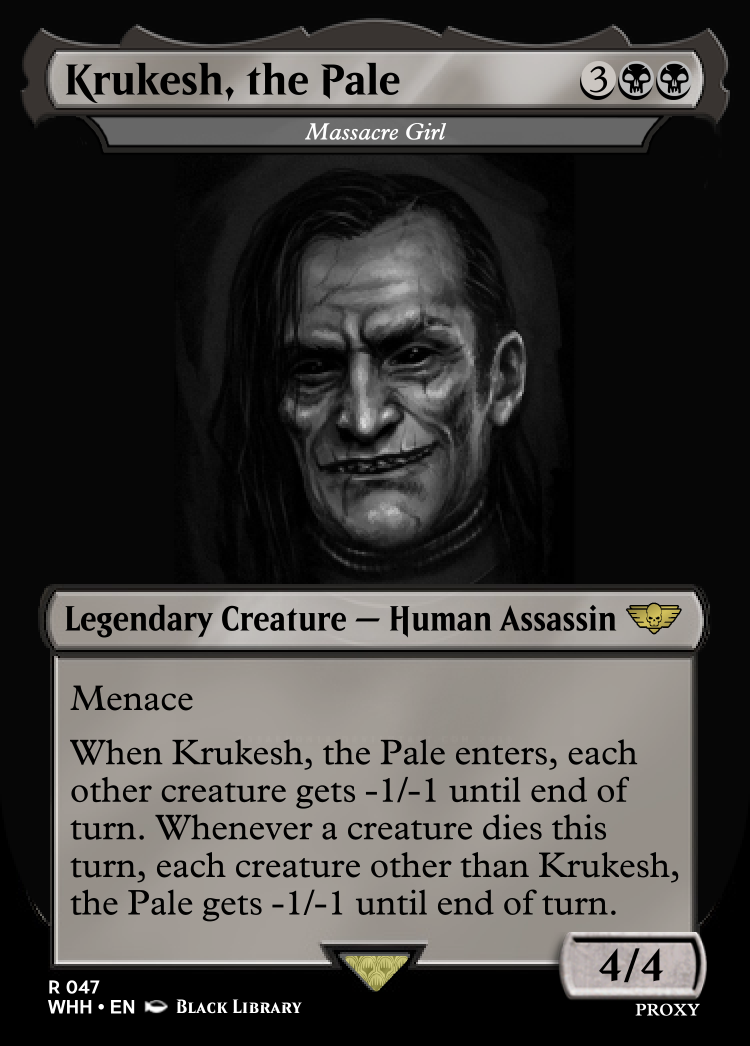 Krukesh, the Pale 3
Massacre Girl
Legendary Creature — Human Assassin
Menace
When Krukesh, the Pale enters, each
other creature gets -1/-1 until end of
turn. Whenever a creature dies this
turn, each creature other than Krukesh,
the Pale gets -1/-1 until end of turn.
4/4
R 047
WHH • EN BLACK LIBRARY
PROXY